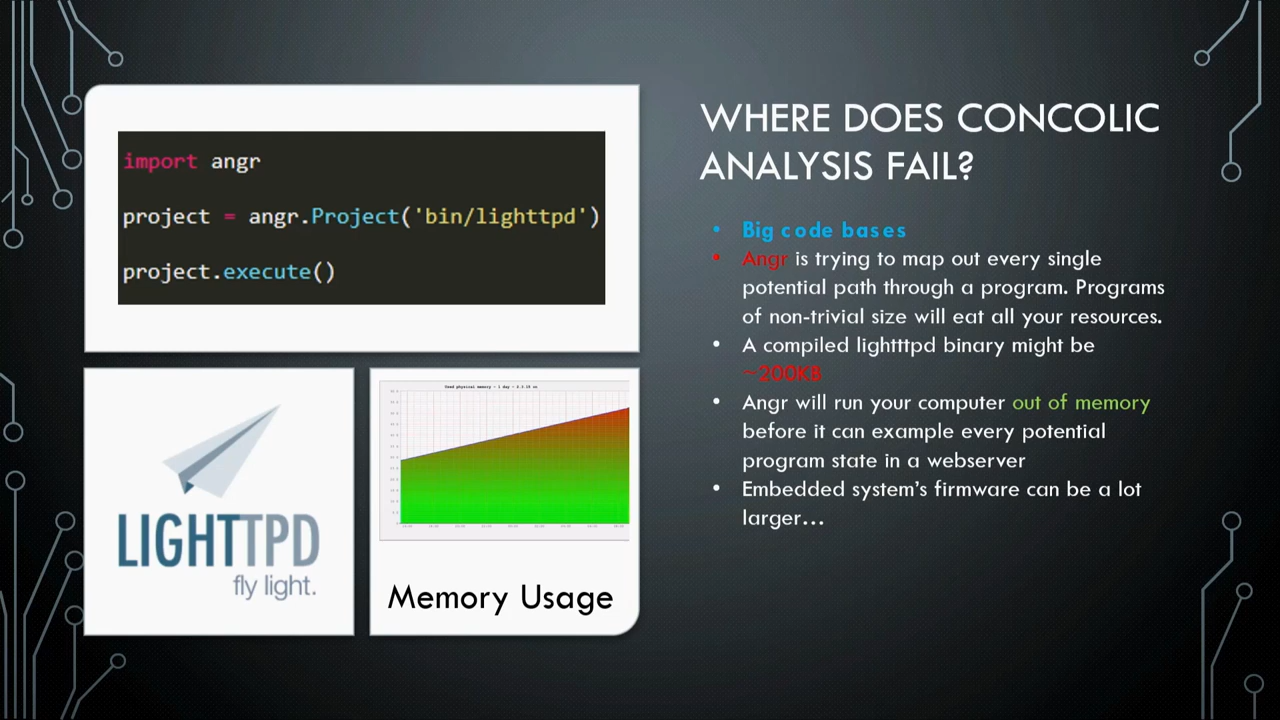 import angr
project = angr.Project('bin/lighttpd')
project.execute()
LIGHTTPD
fly light.
Memory Usage
WHERE DOES CONCOLIC
ANALYSIS FAIL?
• Big code bases
• Angr is trying to map out every single
potential path through a program. Programs
of non-trivial size will eat all your resources.
• A compiled lightttpd binary might be
~200KB
• Angr will run your computer out of memory
before it can example every potential
program state in a webserver
• Embedded system's firmware can be a lot
larger...